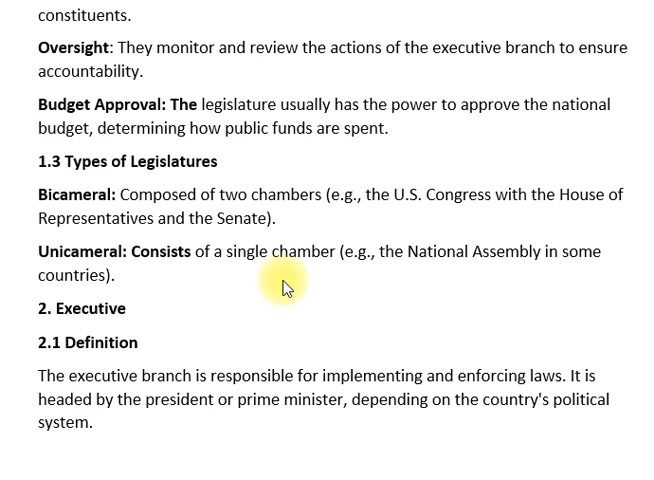 constituents.
Oversight: They monitor and review the actions of the executive branch to ensure
accountability.
Budget Approval: The legislature usually has the power to approve the national
budget, determining how public funds are spent.
1.3 Types of Legislatures
Bicameral: Composed of two chambers (e.g., the U.S. Congress with the House of
Representatives and the Senate).
Unicameral: Consists of a single chamber (e.g., the National Assembly in some
countries).
2. Executive
2.1 Definition
The executive branch is responsible for implementing and enforcing laws. It is
headed by the president or prime minister, depending on the country's political
system.